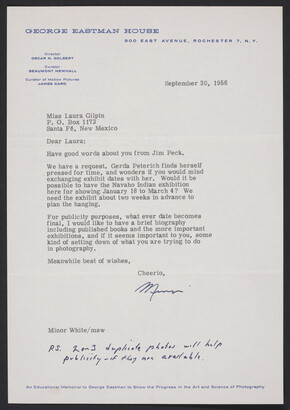 GEORGE EASTMAN HOUSE
900 EAST AVENUE, ROCHESTER 7, N.Y.
Director
OSCAR N. SOLBERT
Curator
BEAUMONT NEWHALL
Curator of Motion Pictures
JAMES CARD
September 20, 1956
Miss Laura Gilpin
P. O. Box 1173
Santa Fé, New Mexico
Dear Laura:
Have good words about you from Jim Peck.
We have a request, Gerda Peterich finds herself
pressed for time, and wonders if you would mind
exchanging exhibit dates with her. Would it be
possible to have the Navaho Indian exhibition
here for showing January 18 to March 4? We
need the exhibit about two weeks in advance to
plan the hanging.
For publicity purposes, what ever date becomes
final, I would like to have a brief biography
including published books and the more important
exhibitions, and if it seems important to you, some
kind of setting down of what you are trying to do
in photography.
Meanwhile best of wishes,
Cheerio,
Minor
Minor White/maw
P.S. 2 or 3 duplicate photos will help
publicity - if they are available.
An Educational Memorial to George Eastman to Show the Progress in the Art and Science of Photography